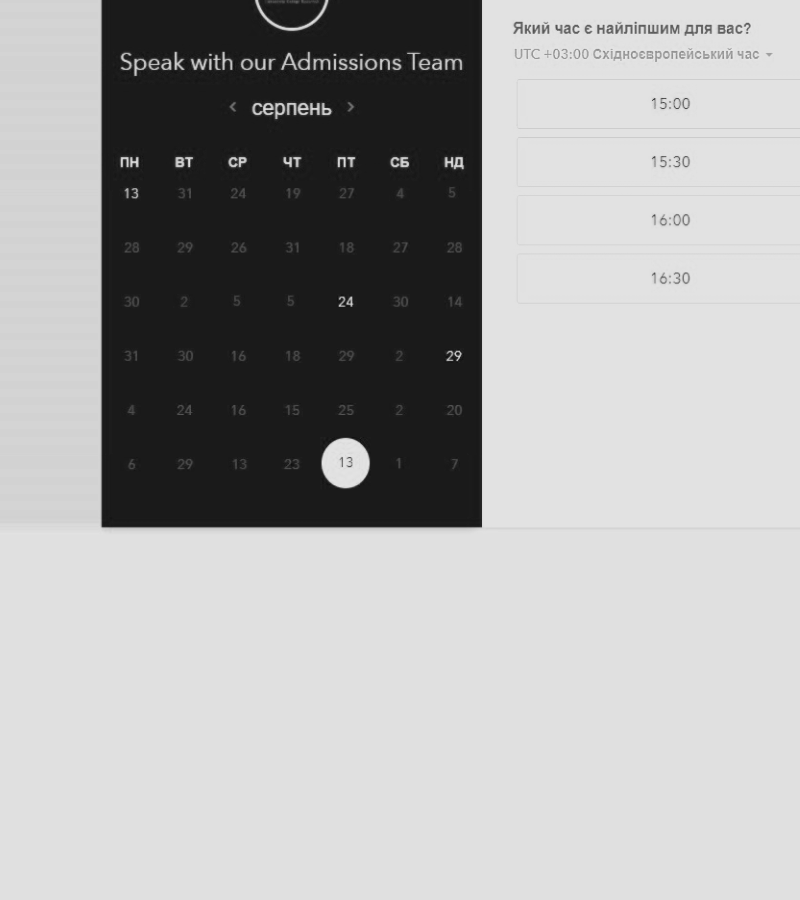 Speak with our Admissions Team
серпень
ПН ВТ СР ЧТ ПТ СБ НД
13 31 24 19 27 4 5
28 29 26 31 18 27 28
30 2 5 5 24 30 14
31 30 16 18 29 2 29
4 24 16 15 25 2 20
6 29 13 23 13 1 7
Який час є найліпшим для вас?
UTC +03:00 Східноєвропейський час
15:00
15:30
16:00
16:30